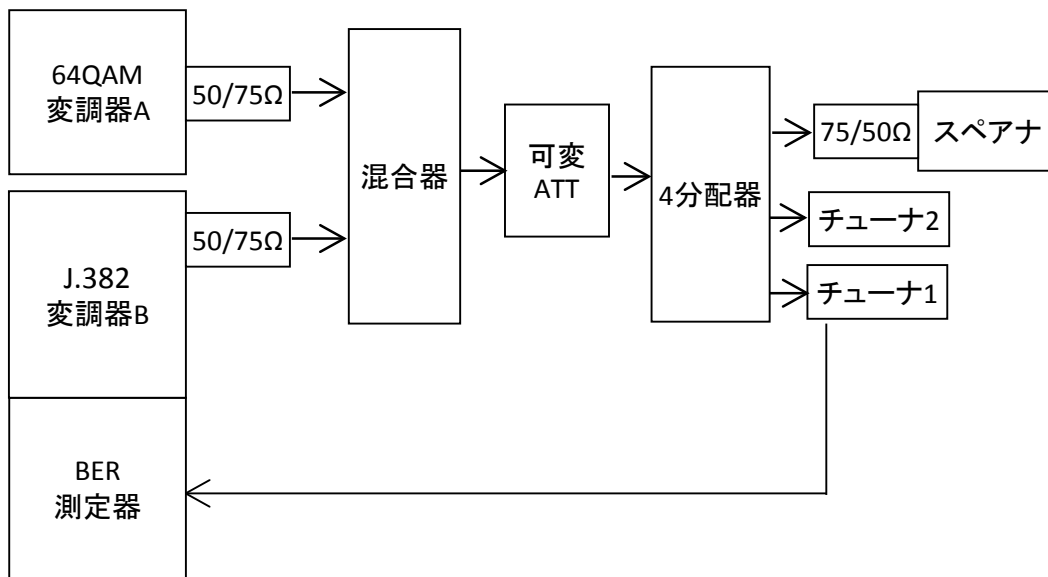 64QAM
変調器A
50/75Ω
混合器
可変
ATT
4分配器
75/50Ω
スペアナ
チューナ2
チューナ1
J.382
変調器B
50/75Ω
BER
測定器